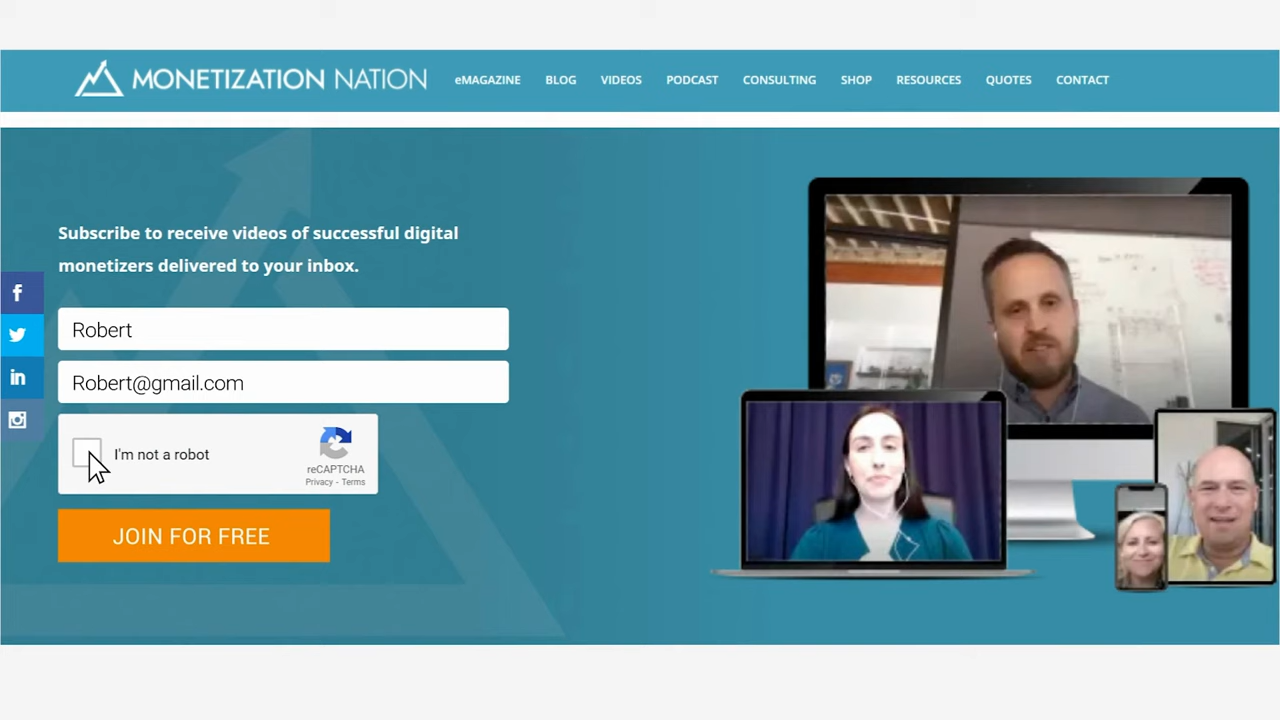 MONETIZATION NATION
eMAGAZINE BLOG VIDEOS PODCAST CONSULTING SHOP RESOURCES QUOTES CONTACT
Subscribe to receive videos of successful digital
monetizers delivered to your inbox.
Robert
Robert@gmail.com
I'm not a robot
reCAPTCHA
Privacy - Terms
JOIN FOR FREE